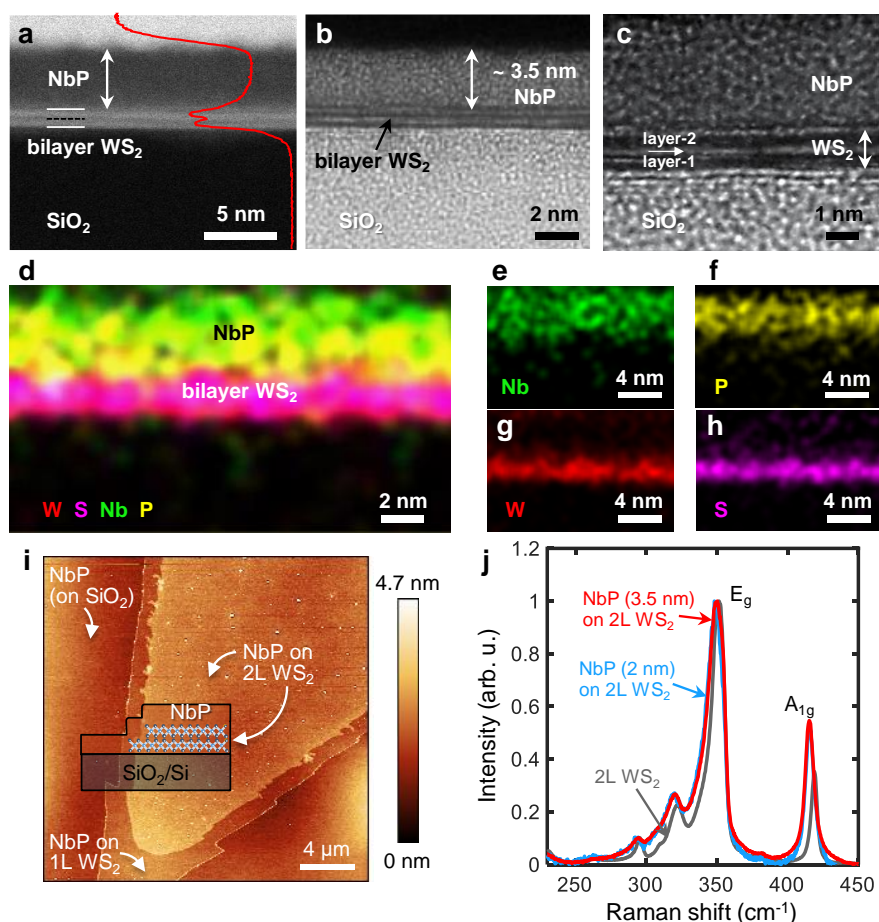 a
NbP
bilayer WS₂
SiO₂
5 nm
b
~ 3.5 nm
NbP
bilayer WS₂
2 nm
c
NbP
layer-2
layer-1
WS₂
SiO₂
1 nm
d
NbP
bilayer WS₂
W S Nb P
2 nm
e
Nb
4 nm
f
P
4 nm
g
W
4 nm
h
S
4 nm
i
NbP
(on SiO₂)
NbP on
2L WS₂
NbP
SiO₂/Si
NbP on
1L WS₂
4 µm
4.7 nm
0 nm
j
1.2
1
0.8
0.6
0.4
0.2
0
Intensity (arb. u.)
NbP (3.5 nm)
on 2L WS₂
NbP (2 nm)
on 2L WS₂
2L WS₂
E_g
A_1g
250 300 350 400 450
Raman shift (cm⁻¹)